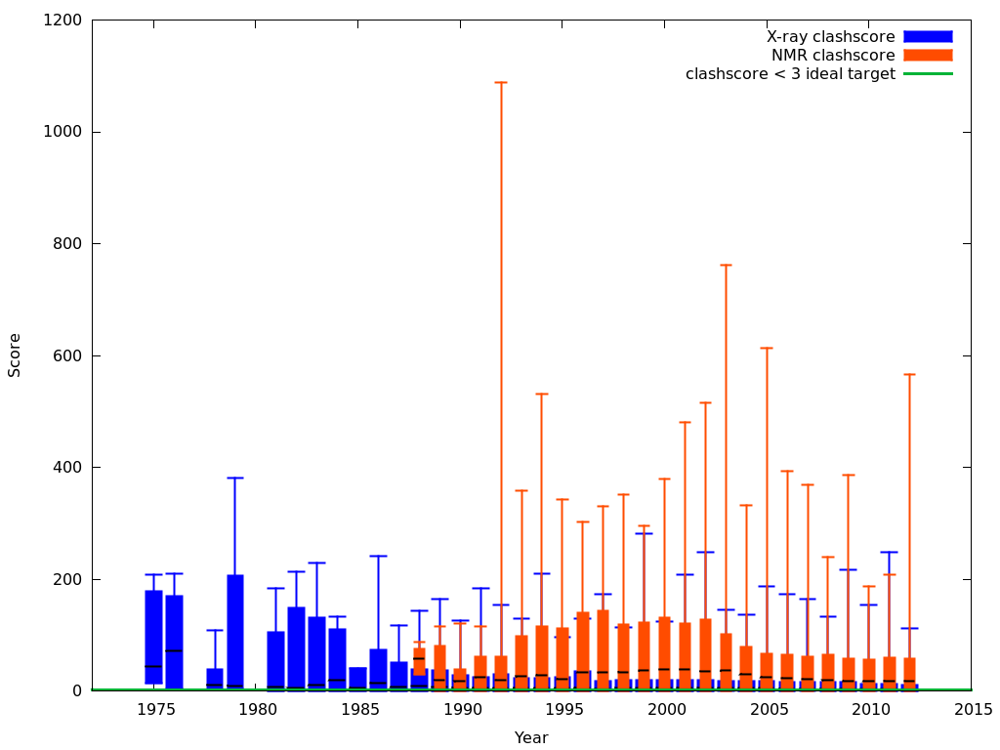 1200
1000
800
600
400
200
0
Score
X-ray clashscore
NMR clashscore
clashscore < 3 ideal target
1975 1980 1985 1990 1995 2000 2005 2010 2015
Year